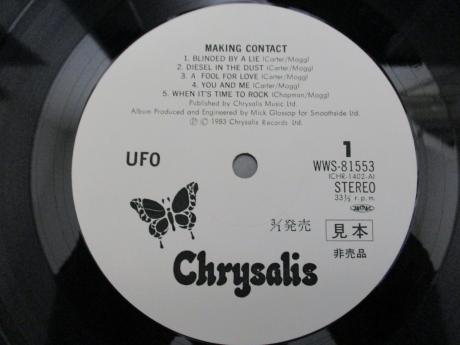 MAKING CONTACT
1. BLINDED BY A LIE (Carter/Mogg)
2. DIESEL IN THE DUST (Carter/Mogg)
3. A FOOL FOR LOVE (Carter/Mogg)
4. YOU AND ME (Carter/Mogg)
5. WHEN IT'S TIME TO ROCK (Chapman/Mogg)
Published by Chrysalis Music Ltd.
Album Produced and Engineered by Mick Glossop for Smoothside Ltd.
Ⓟ © 1983 Chrysalis Records Ltd.
UFO
1
WWS-81553
(CHR-1402-A)
STEREO
33⅓ r.p.m.
3/1発売
見本
非売品
Chrysalis